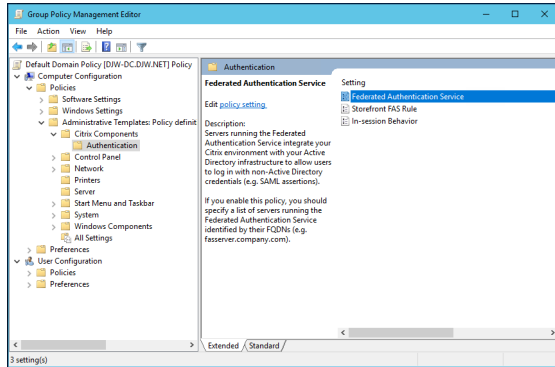 Group Policy Management Editor
File Action View Help
Default Domain Policy [DJW-DC.DJW.NET] Policy
Computer Configuration
Policies
Software Settings
Windows Settings
Administrative Templates: Policy definit
Citrix Components
Authentication
Control Panel
Network
Printers
Server
Start Menu and Taskbar
System
Windows Components
All Settings
Preferences
User Configuration
Policies
Preferences
Authentication
Federated Authentication Service
Edit policy setting.
Description:
Servers running the Federated
Authentication Service integrate your
Citrix environment with your Active
Directory infrastructure to allow users
to log in with non-Active Directory
credentials (e.g. SAML assertions).
If you enable this policy, you should
specify a list of servers running the
Federated Authentication Service
identified by their FQDNs (e.g.
fasserver.company.com).
Setting
Federated Authentication Service
Storefront FAS Rule
In-session Behavior
Extended Standard
3 setting(s)